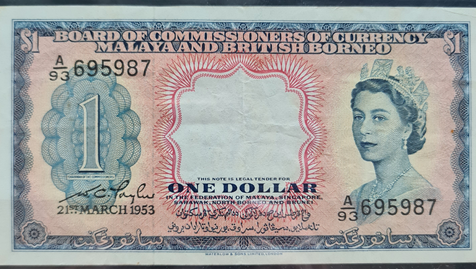 $1 BOARD OF COMMISSIONERS OF CURRENCY $1
MALAYA AND BRITISH BORNEO
A/93 695987
1
THIS NOTE IS LEGAL TENDER FOR
ONE DOLLAR
IN THE FEDERATION OF MALAYA, SINGAPORE,
SARAWAK, NORTH BORNEO AND BRUNEI.
21ST MARCH 1953
A/93 695987
WATERLOW & SONS LIMITED, LONDON